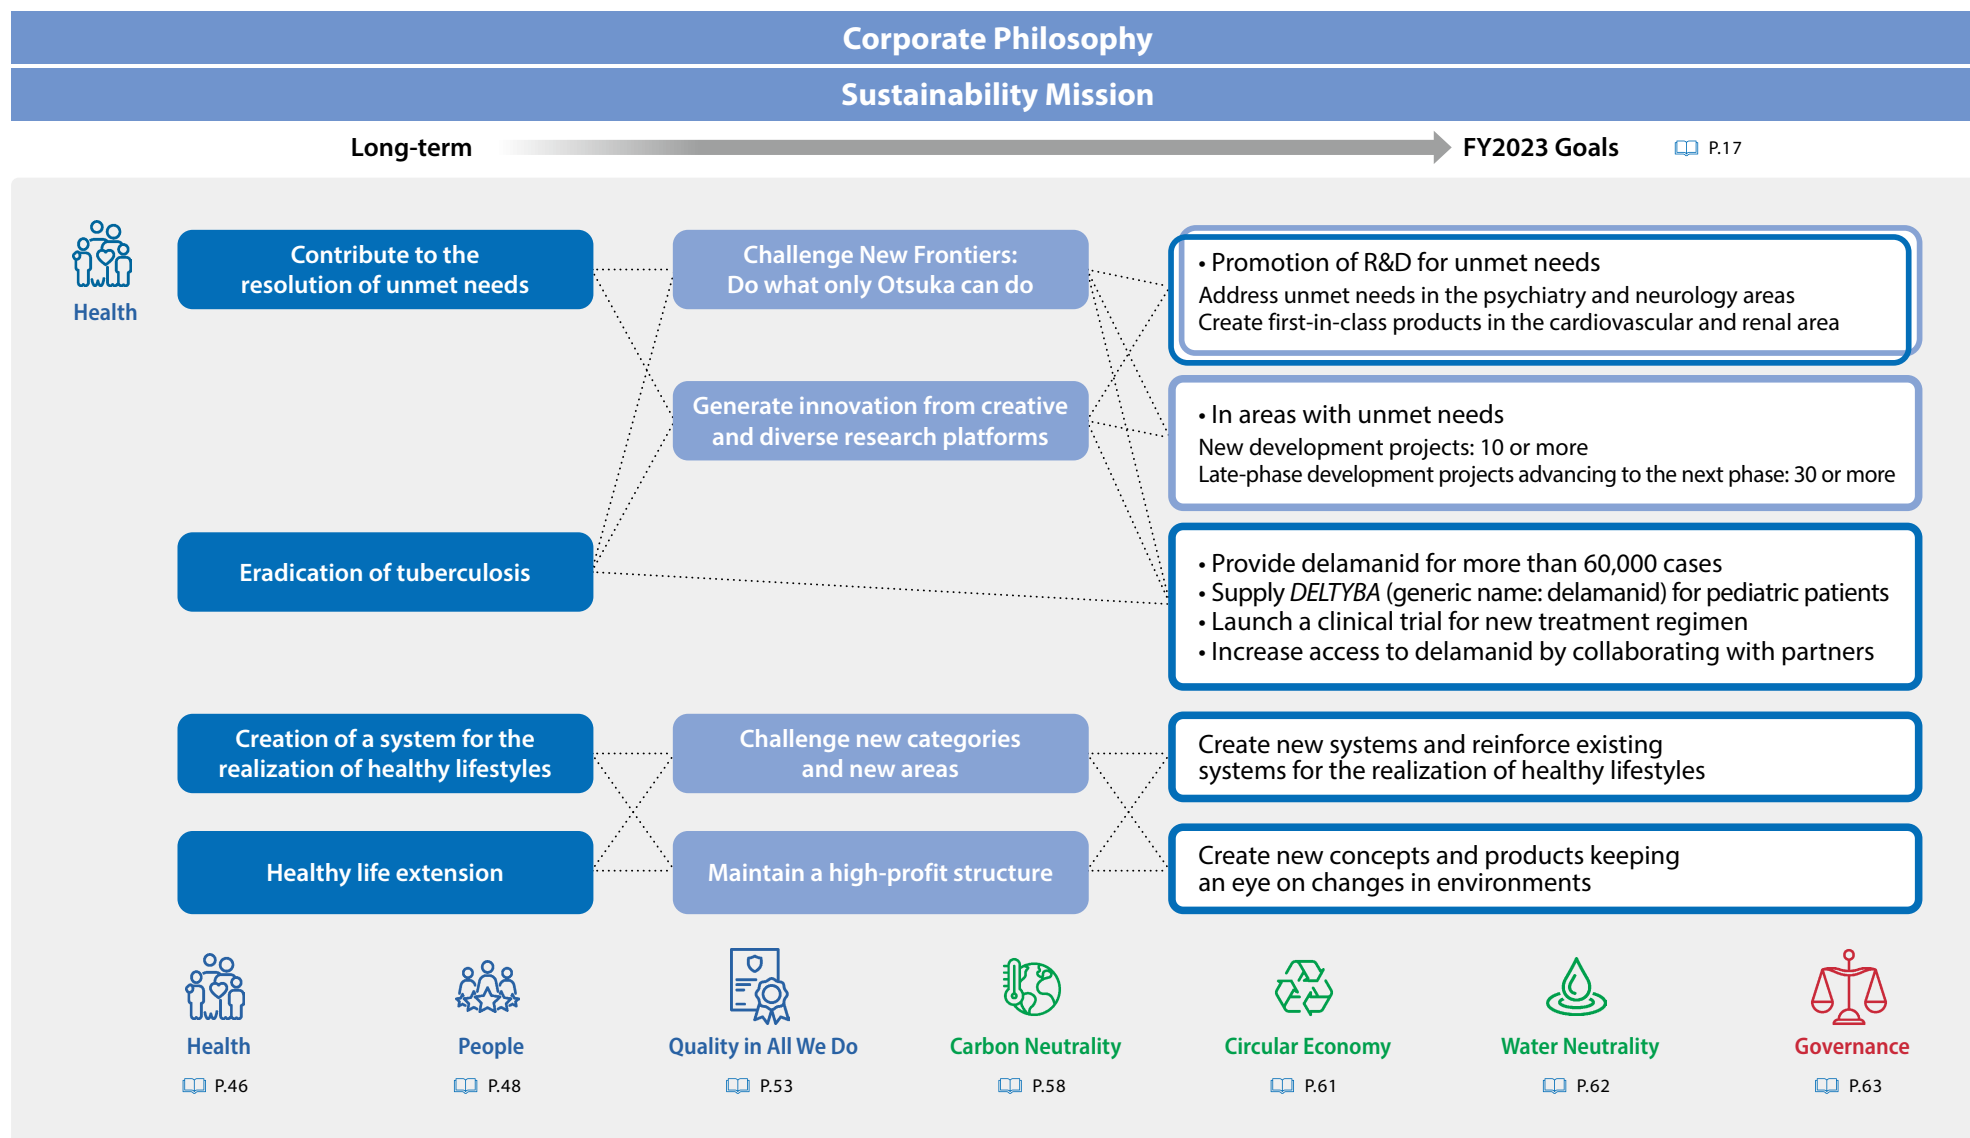 Corporate Philosophy
Sustainability Mission
Long-term
FY2023 Goals
P.17
Health
Contribute to the
resolution of unmet needs
Challenge New Frontiers:
Do what only Otsuka can do
• Promotion of R&D for unmet needs
Address unmet needs in the psychiatry and neurology areas
Create first-in-class products in the cardiovascular and renal area
Generate innovation from creative
and diverse research platforms
• In areas with unmet needs
New development projects: 10 or more
Late-phase development projects advancing to the next phase: 30 or more
Eradication of tuberculosis
• Provide delamanid for more than 60,000 cases
• Supply DELTYBA (generic name: delamanid) for pediatric patients
• Launch a clinical trial for new treatment regimen
• Increase access to delamanid by collaborating with partners
Creation of a system for the
realization of healthy lifestyles
Challenge new categories
and new areas
Create new systems and reinforce existing
systems for the realization of healthy lifestyles
Healthy life extension
Maintain a high-profit structure
Create new concepts and products keeping
an eye on changes in environments
Health
People
Quality in All We Do
Carbon Neutrality
Circular Economy
Water Neutrality
Governance
P.46
P.48
P.53
P.58
P.61
P.62
P.63